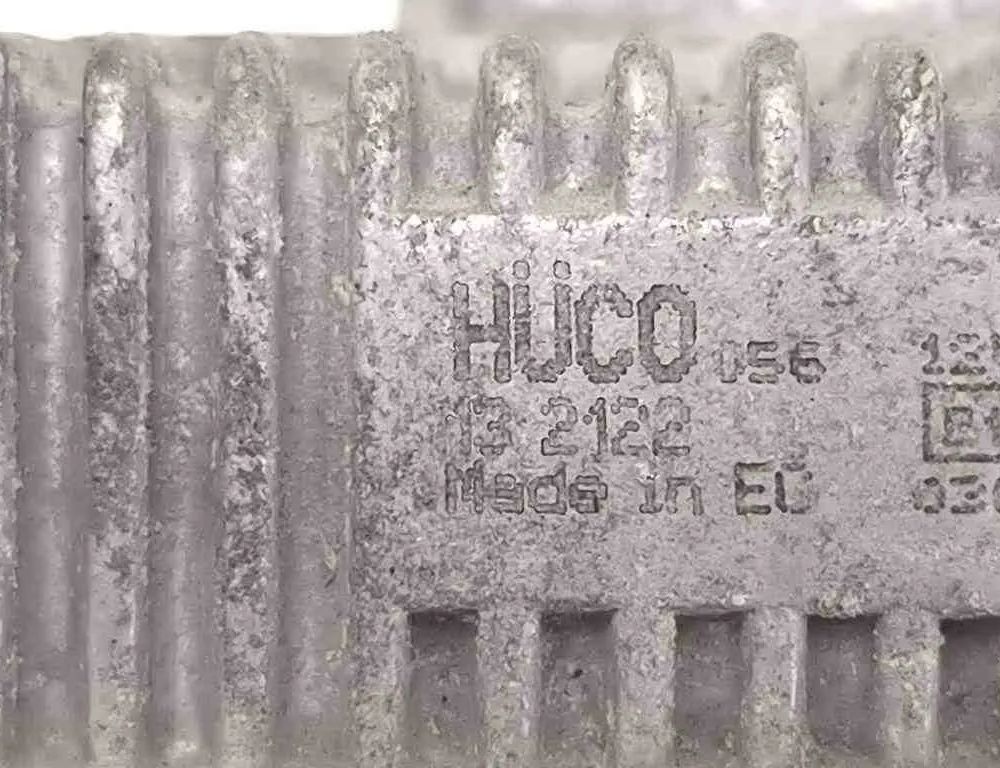 HÜCO 056
13 2122
Made in EU